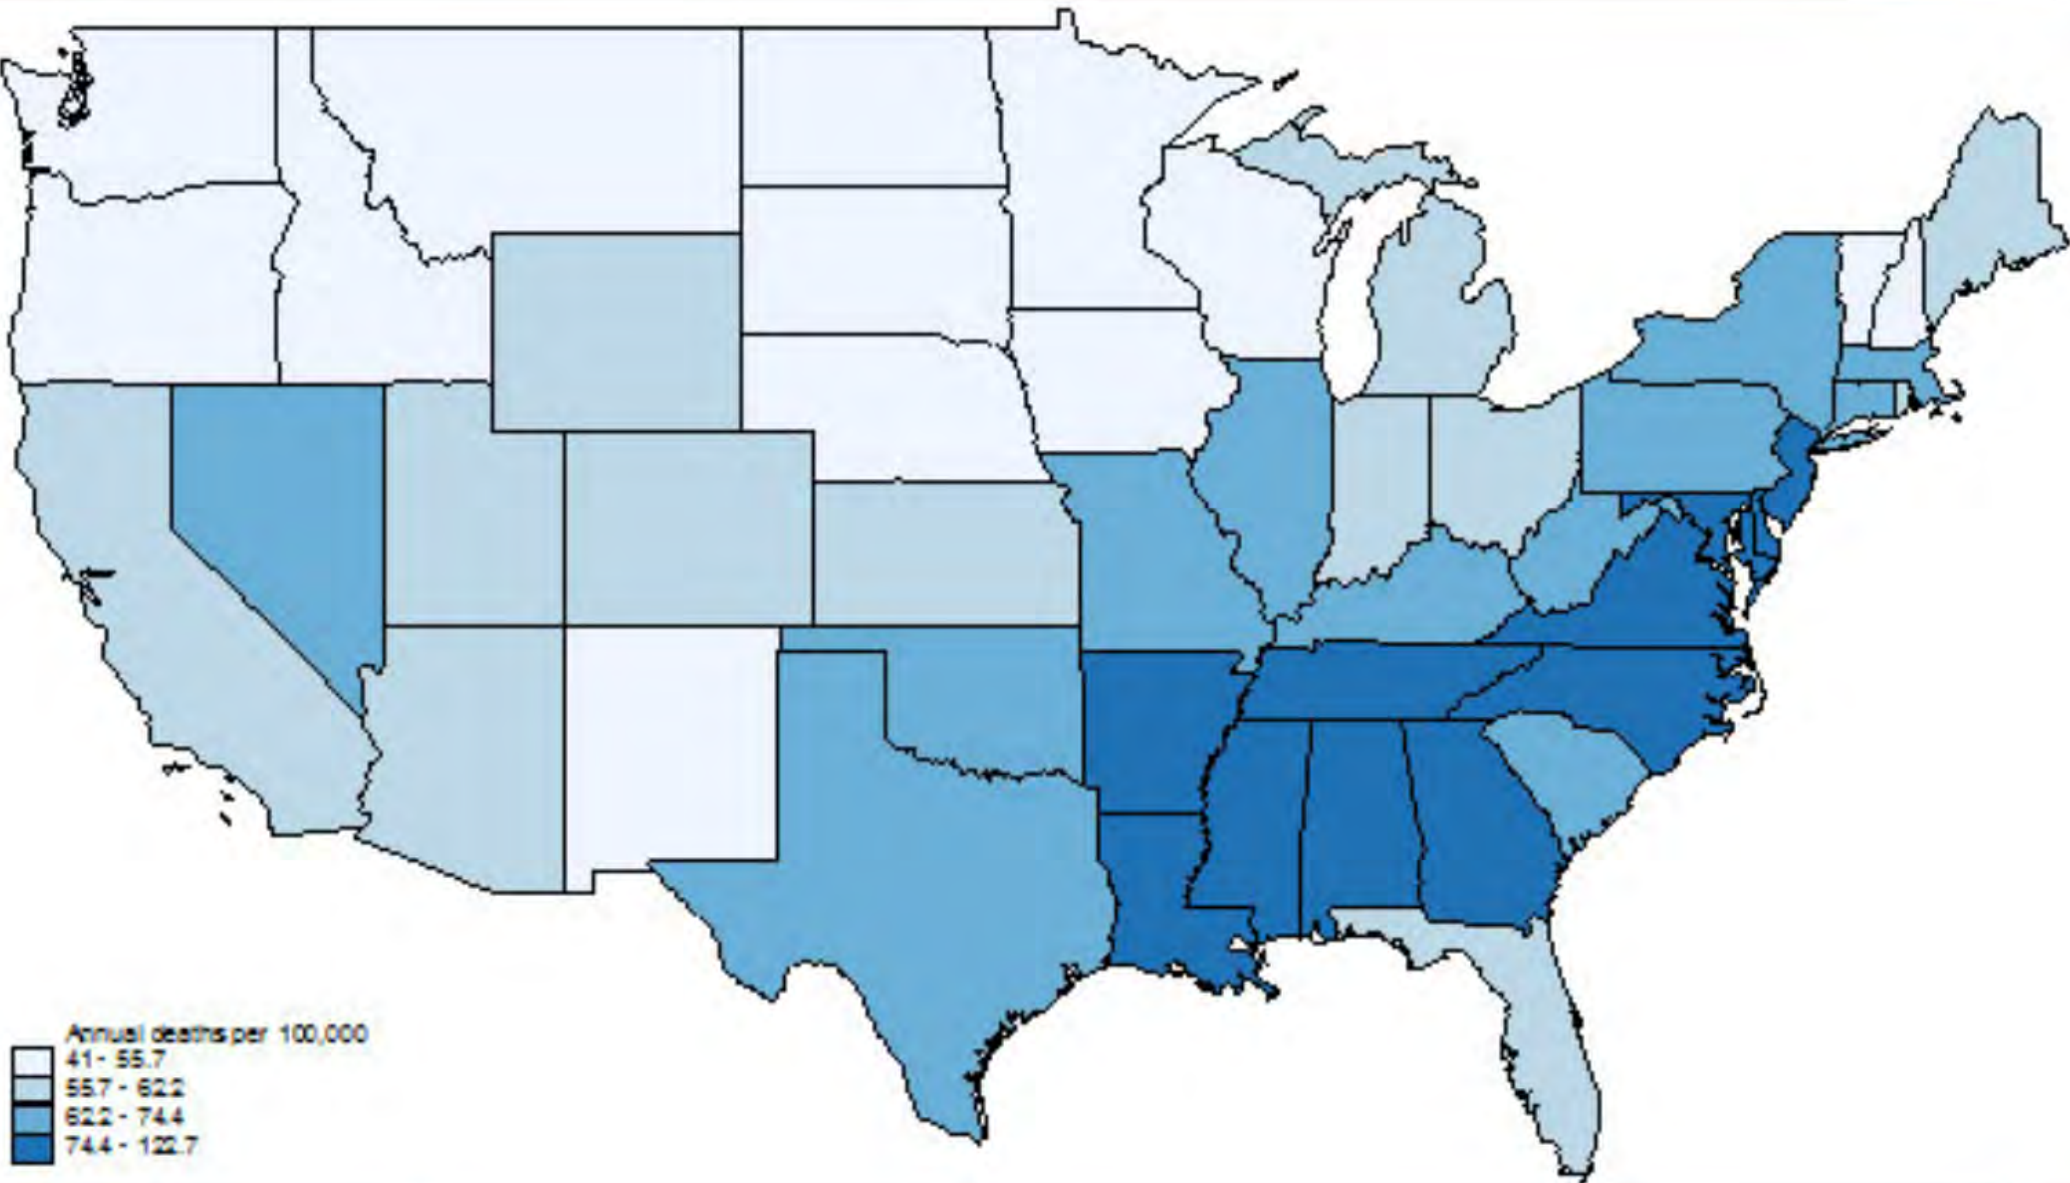 Annual deaths per 100,000
41 - 55.7
55.7 - 62.2
62.2 - 74.4
74.4 - 122.7